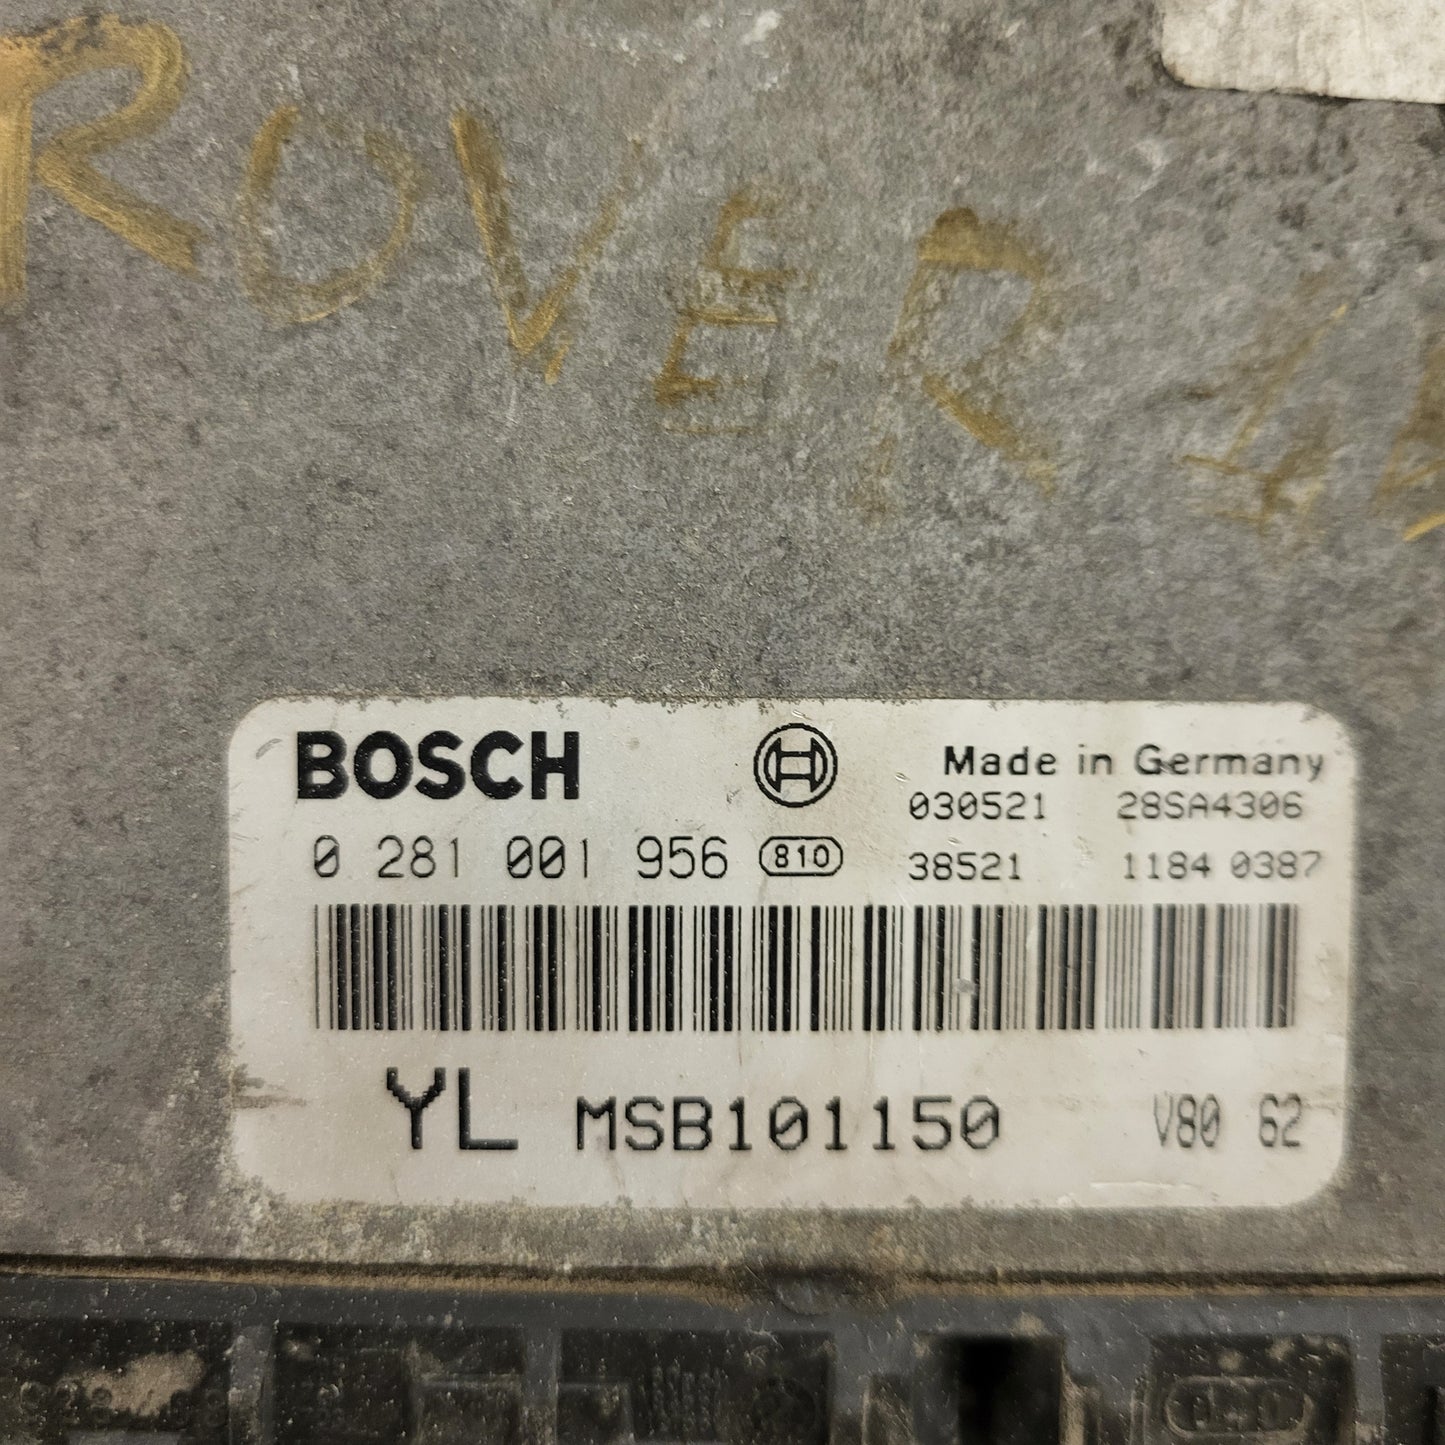 ROVER
BOSCH Made in Germany
030521 28SA4306
0 281 001 956 810 38521 1184 0387
YL MSB101150 V80 62